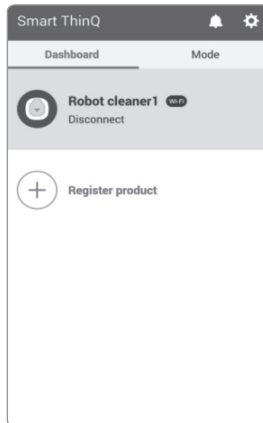 Smart ThinQ
Dashboard Mode
Robot cleaner1 Wi-Fi
Disconnect
Register product